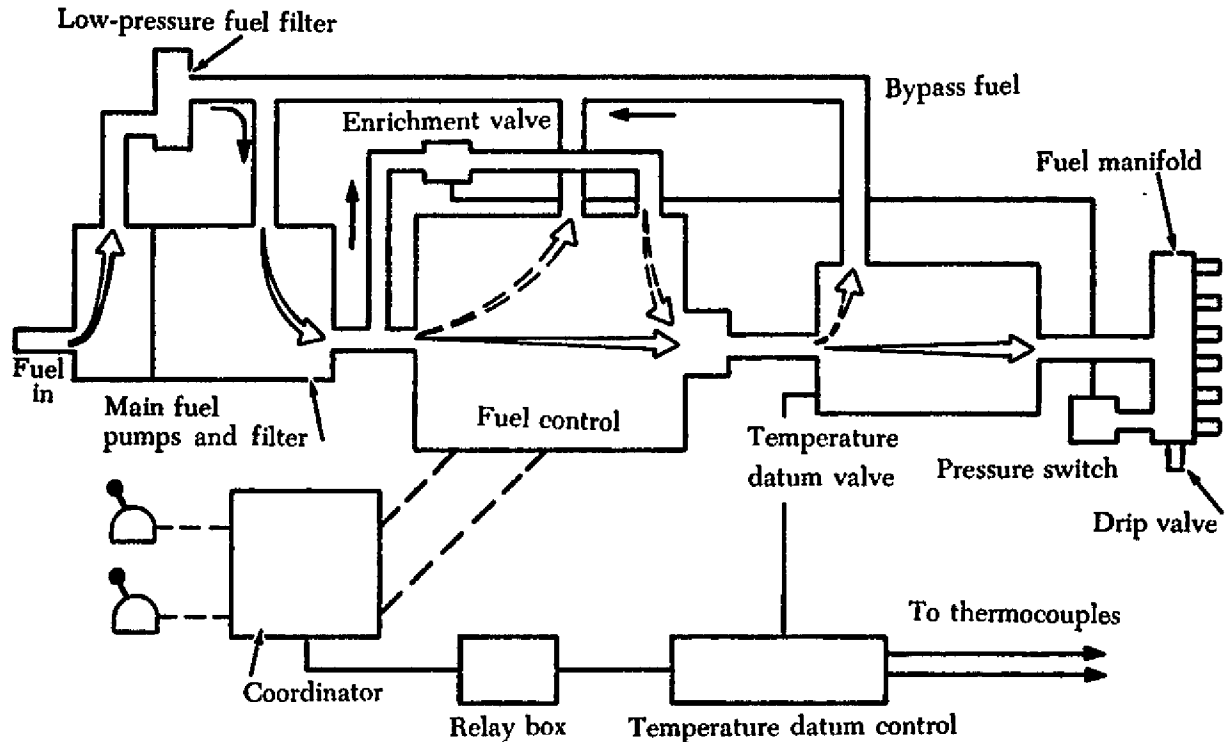 Low-pressure fuel filter
Bypass fuel
Enrichment valve
Fuel manifold
Fuel
in
Main fuel
pumps and filter
Fuel control
Temperature
datum valve
Pressure switch
Drip valve
To thermocouples
Coordinator
Relay box
Temperature datum control